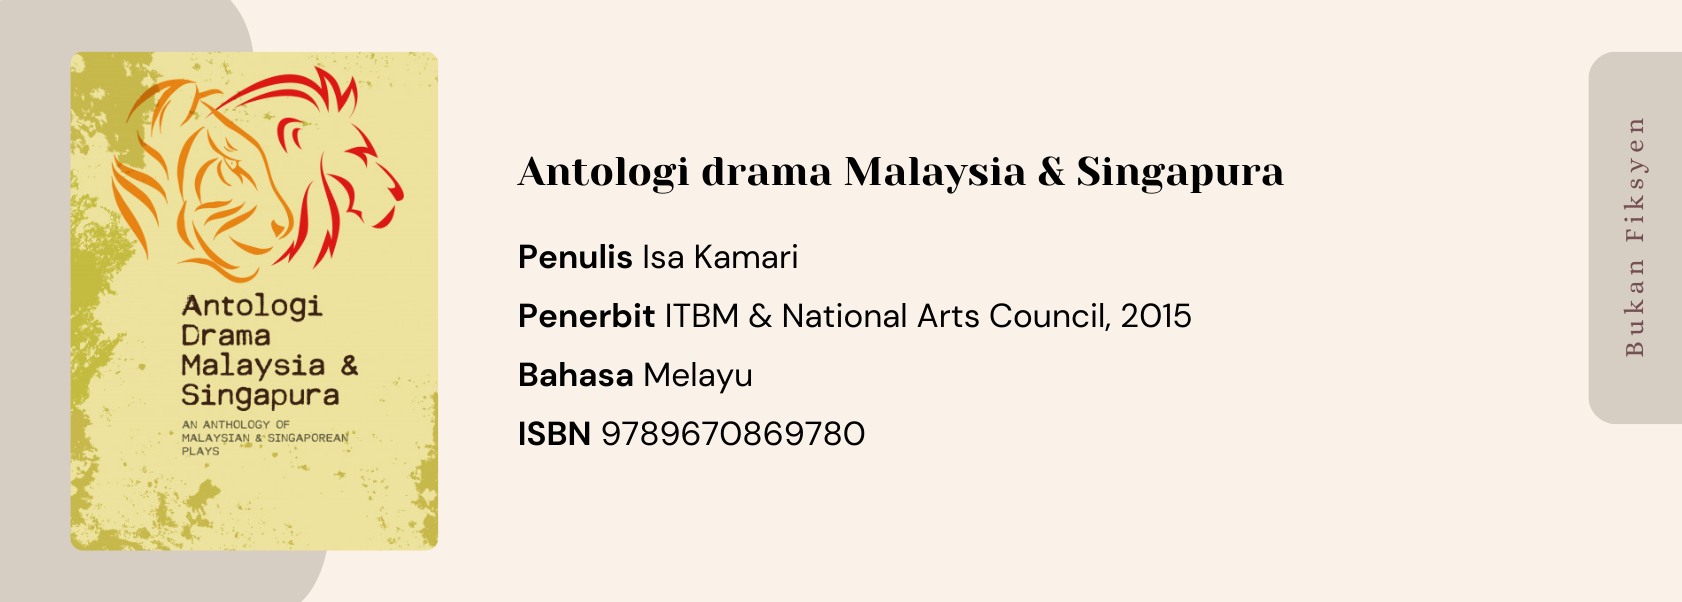 Antologi
Drama
Malaysia &
Singapura
AN ANTHOLOGY OF
MALAYSIAN & SINGAPOREAN
PLAYS
Antologi drama Malaysia & Singapura
Penulis Isa Kamari
Penerbit ITBM & National Arts Council, 2015
Bahasa Melayu
ISBN 9789670869780
Bukan Fiksyen